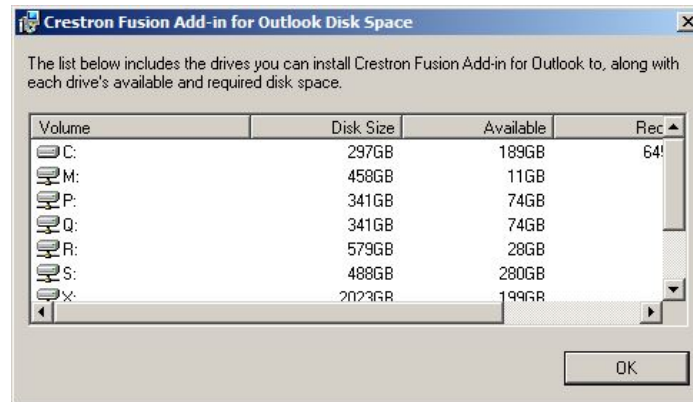 Crestron Fusion Add-in for Outlook Disk Space
The list below includes the drives you can install Crestron Fusion Add-in for Outlook to, along with
each drive's available and required disk space.
Volume Disk Size Available
C: 297GB 189GB
M: 458GB 11GB
P: 341GB 74GB
Q: 341GB 74GB
R: 579GB 28GB
S: 488GB 280GB
X: 2023GB 199GB
OK